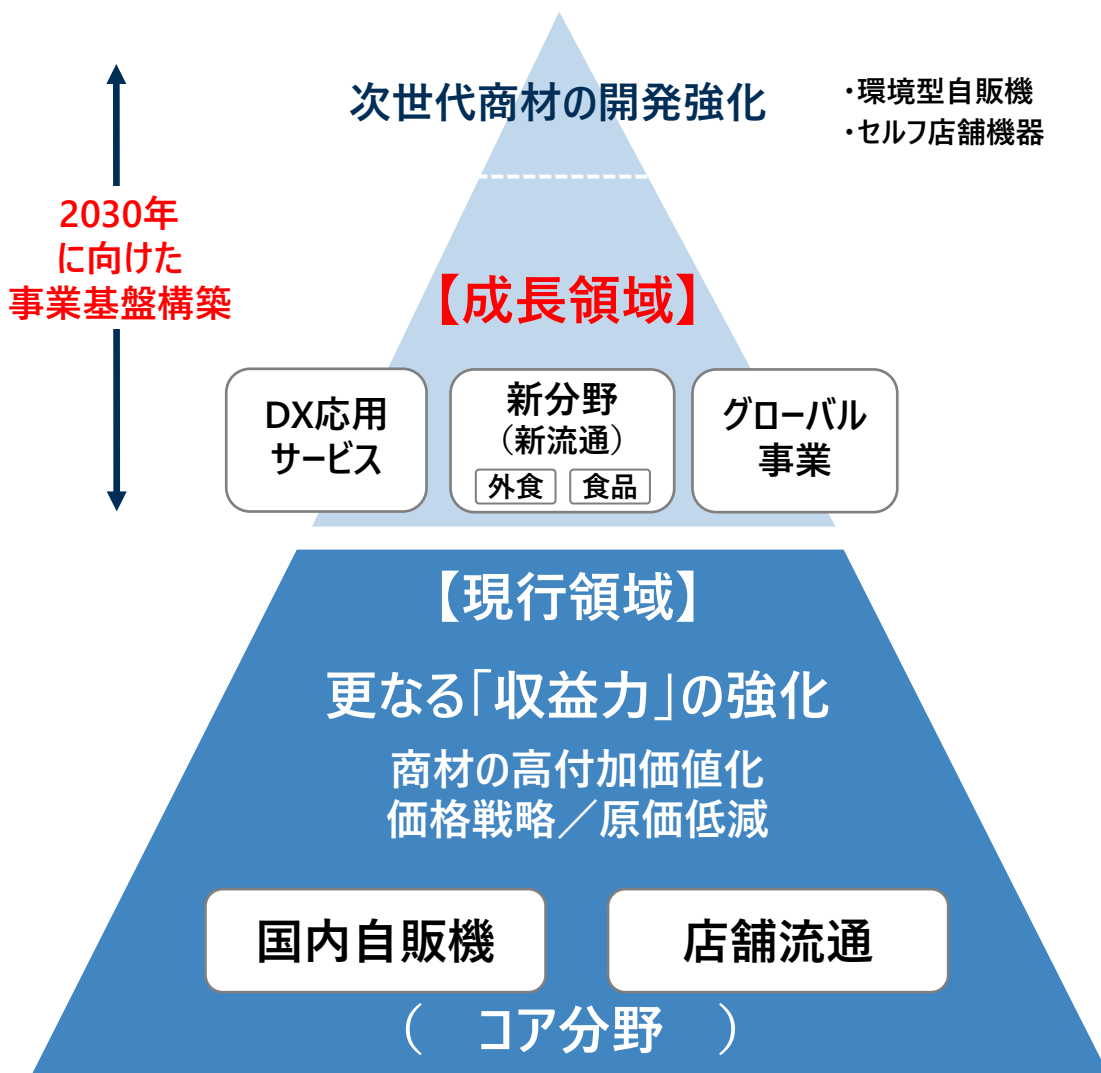 次世代商材の開発強化
・環境型自販機
・セルフ店舗機器
2030年
に向けた
事業基盤構築
【成長領域】
DX応用
サービス
新分野
（新流通）
外食 食品
グローバル
事業
【現行領域】
更なる「収益力」の強化
商材の高付加価値化
価格戦略／原価低減
国内自販機
店舗流通
（　コア分野　）